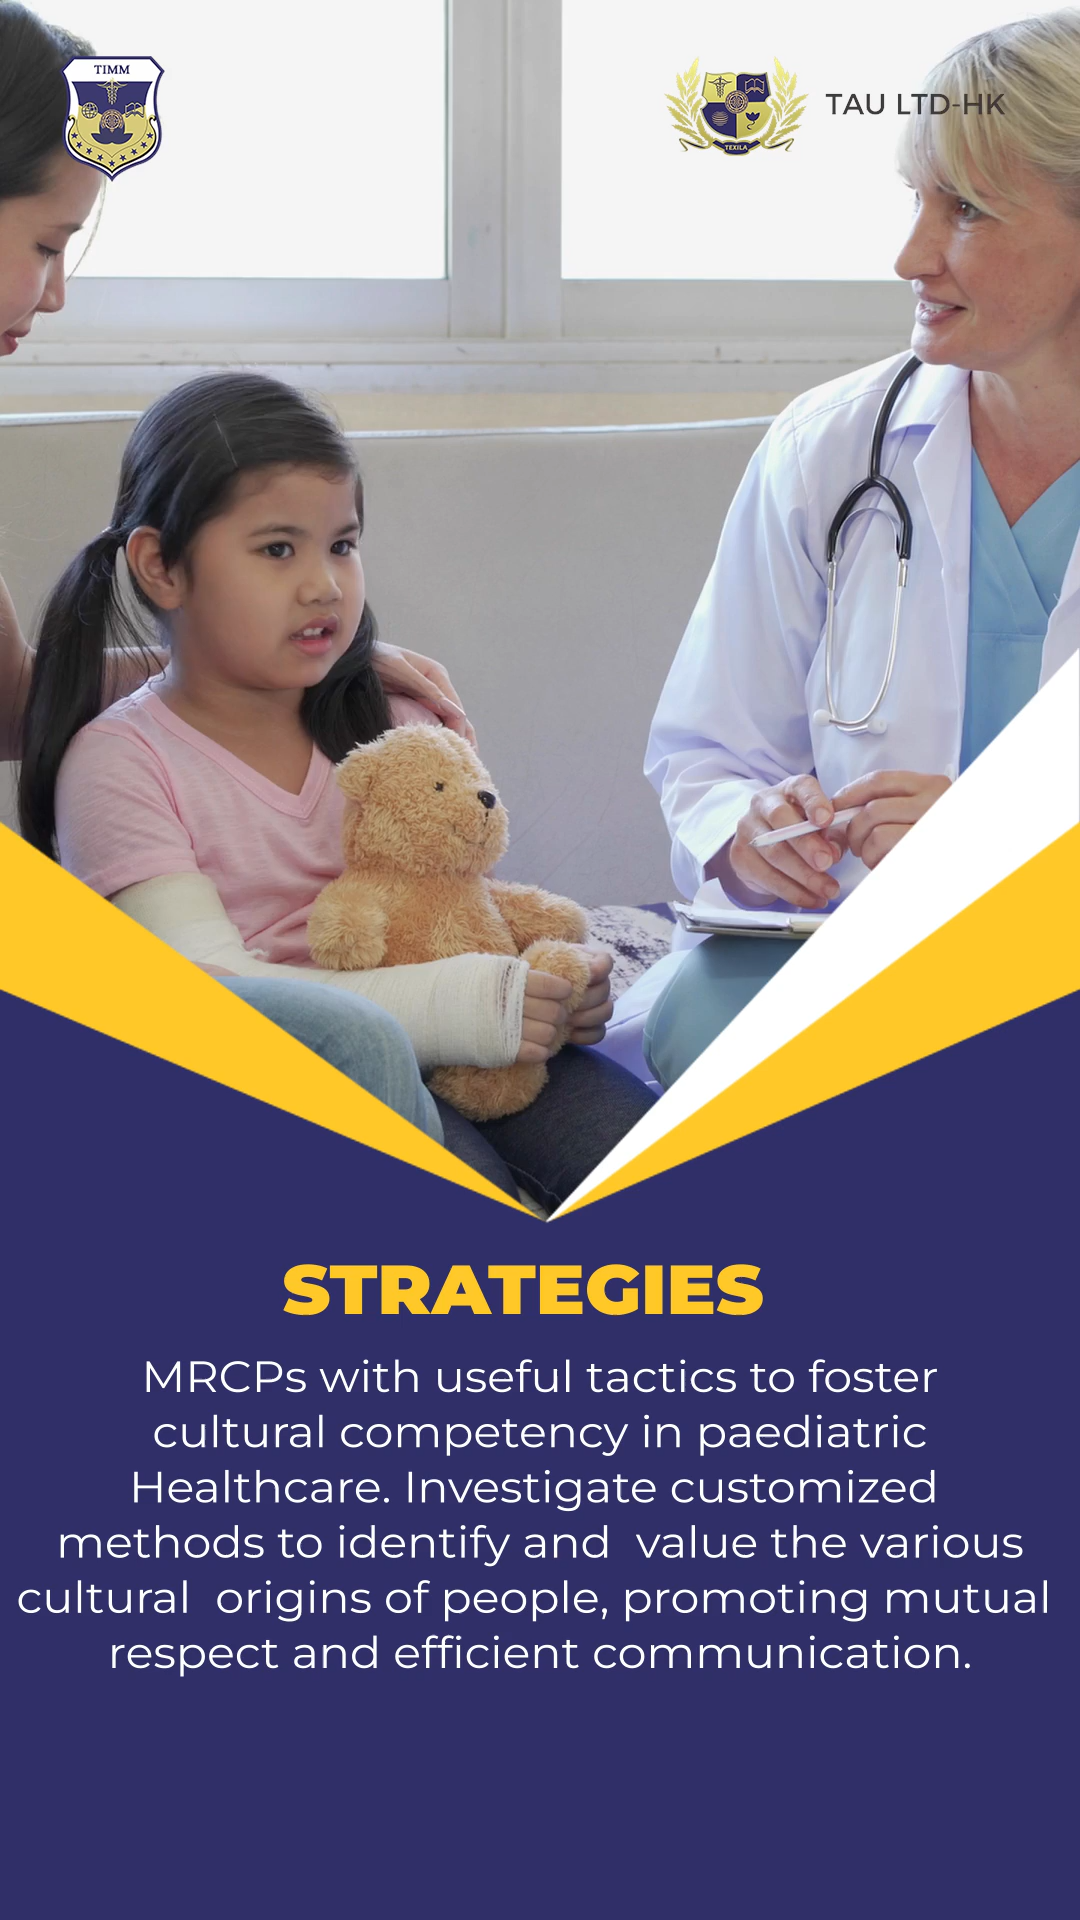 TIMM
TEXILA
TAU LTD-HK
STRATEGIES
MRCPs with useful tactics to foster
cultural competency in paediatric
Healthcare. Investigate customized
methods to identify and value the various
cultural origins of people, promoting mutual
respect and efficient communication.